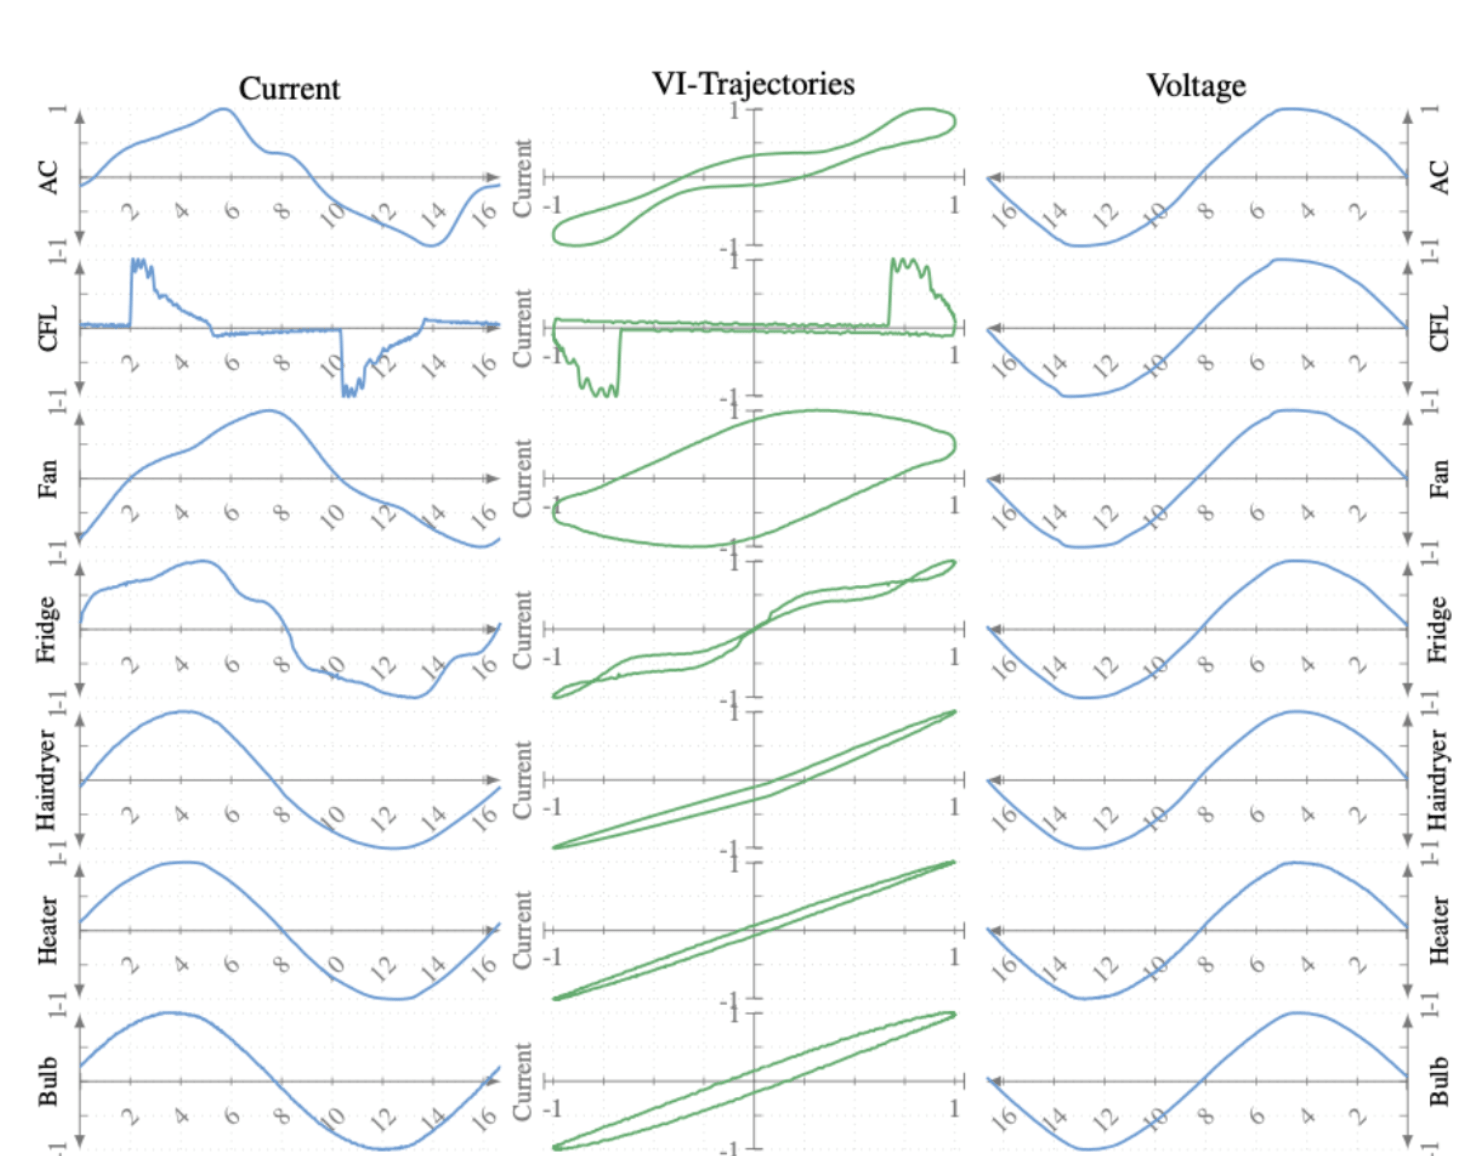 Current VI-Trajectories Voltage
1 1 1
AC 2 4 6 8 10 12 14 16 Current -1 1 16 14 12 10 8 6 4 2 AC
-1 -1 -1
1 1 1
CFL 2 4 6 8 10 12 14 16 Current -1 1 16 14 12 10 8 6 4 2 CFL
-1 -1 -1
1 1 1
Fan 2 4 6 8 10 12 14 16 Current -1 1 16 14 12 10 8 6 4 2 Fan
-1 -1 -1
1 1 1
Fridge 2 4 6 8 10 12 14 16 Current -1 1 16 14 12 10 8 6 4 2 Fridge
-1 -1 -1
1 1 1
Hairdryer 2 4 6 8 10 12 14 16 Current -1 1 16 14 12 10 8 6 4 2 Hairdryer
-1 -1 -1
1 1 1
Heater 2 4 6 8 10 12 14 16 Current -1 1 16 14 12 10 8 6 4 2 Heater
-1 -1 -1
1 1 1
Bulb 2 4 6 8 10 12 14 16 Current -1 1 16 14 12 10 8 6 4 2 Bulb
-1 -1 -1